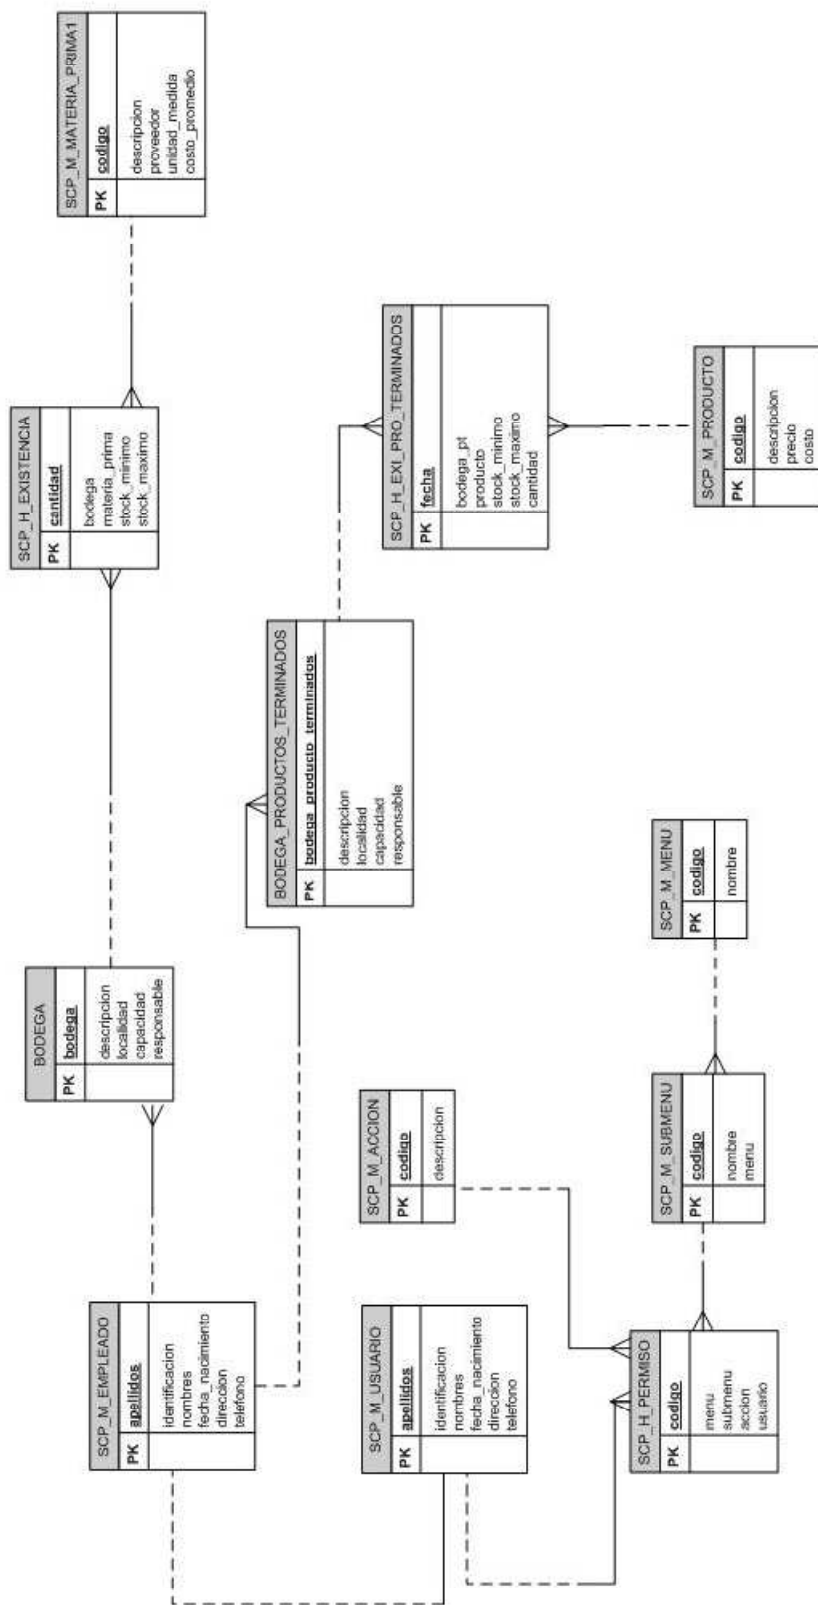 SCP_M_MATERIA_PRIMA1
PK codigo
descripcion
proveedor
unidad_medida
costo_promedio
SCP_H_EXISTENCIA
PK cantidad
bodega
materia_prima
stock_minimo
stock_maximo
BODEGA
PK bodega
descripcion
localidad
capacidad
responsable
SCP_M_EMPLEADO
PK apellidos
identificacion
nombres
fecha_nacimiento
direccion
telefono
BODEGA_PRODUCTOS_TERMINADOS
PK bodega_producto_terminados
descripcion
localidad
capacidad
responsable
SCP_H_EXI_PRO_TERMINADOS
PK fecha
bodega_pt
producto
stock_minimo
stock_maximo
cantidad
SCP_M_PRODUCTO
PK codigo
descripcion
precio
costo
SCP_M_USUARIO
PK apellidos
identificacion
nombres
fecha_nacimiento
direccion
telefono
SCP_M_ACCION
PK codigo
descripcion
SCP_H_PERMISO
PK codigo
menu
submenu
accion
usuario
SCP_M_SUBMENU
PK codigo
nombre
menu
SCP_M_MENU
PK codigo
nombre